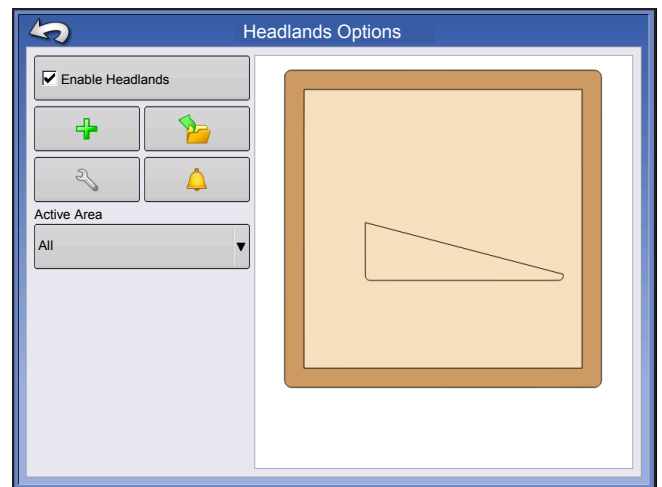 Headlands Options
Enable Headlands
Active Area
All